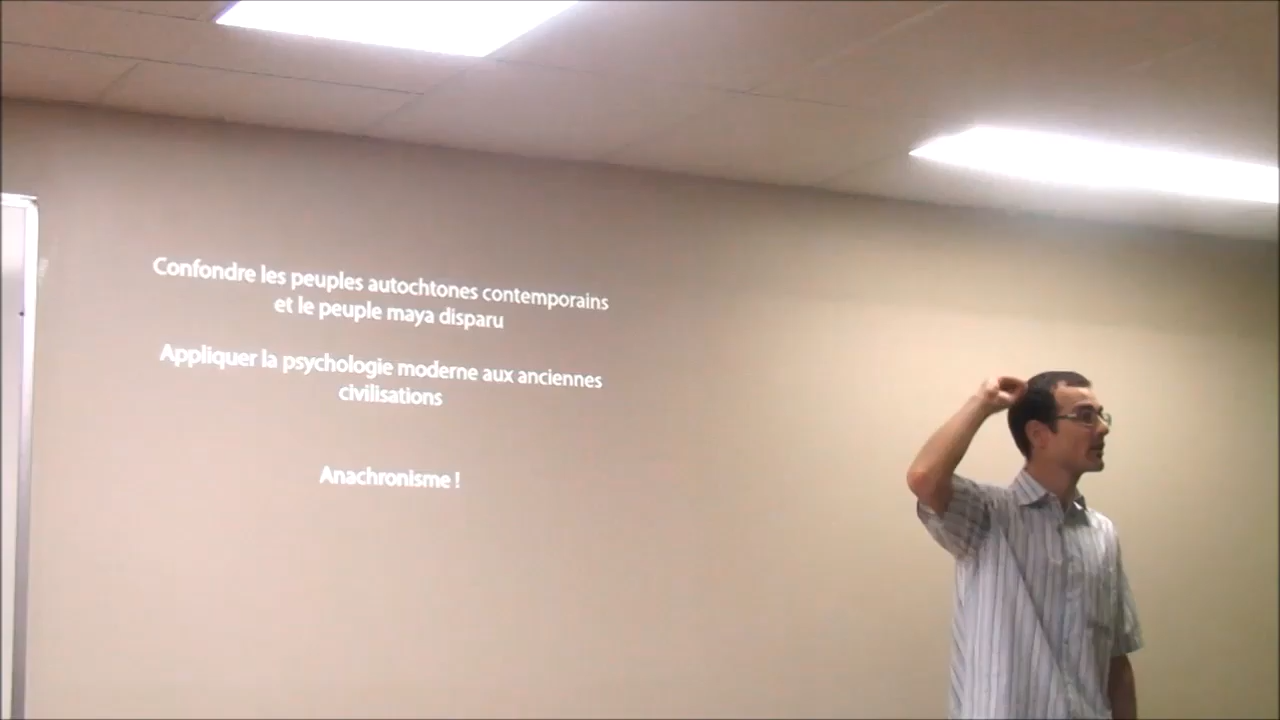 Confondre les peuples autochtones contemporains
et le peuple maya disparu
Appliquer la psychologie moderne aux anciennes
civilisations
Anachronisme !